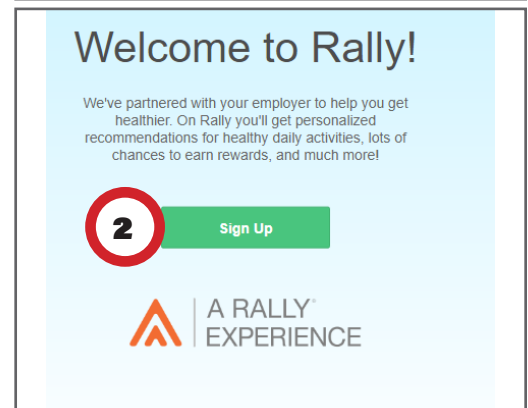 Welcome to Rally!
We've partnered with your employer to help you get
healthier. On Rally you'll get personalized
recommendations for healthy daily activities, lots of
chances to earn rewards, and much more!
2
Sign Up
A RALLY®
EXPERIENCE